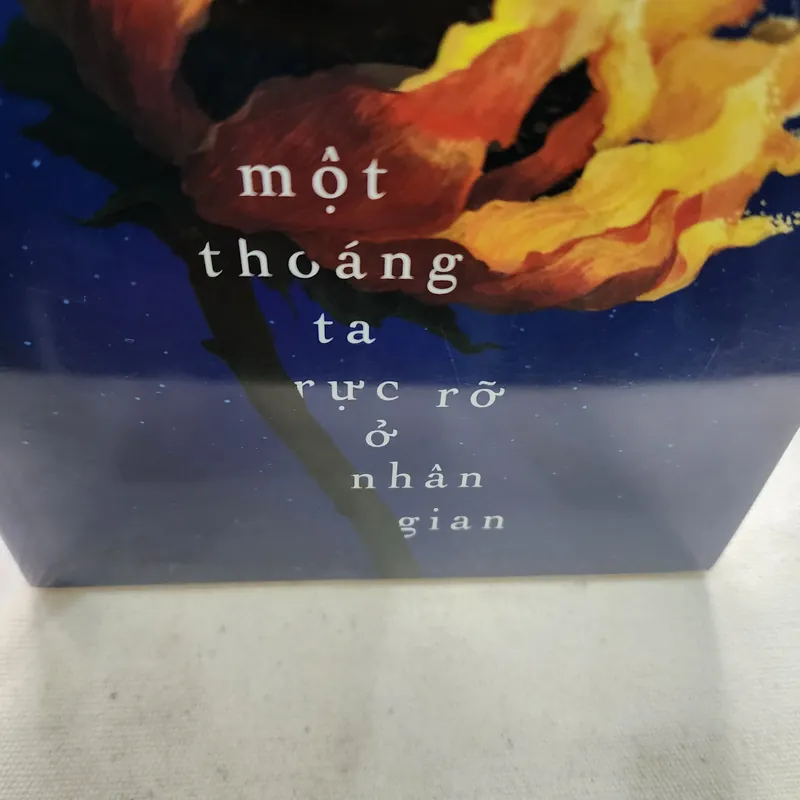 một
thoáng
ta
rực rỡ
ở
nhân
gian